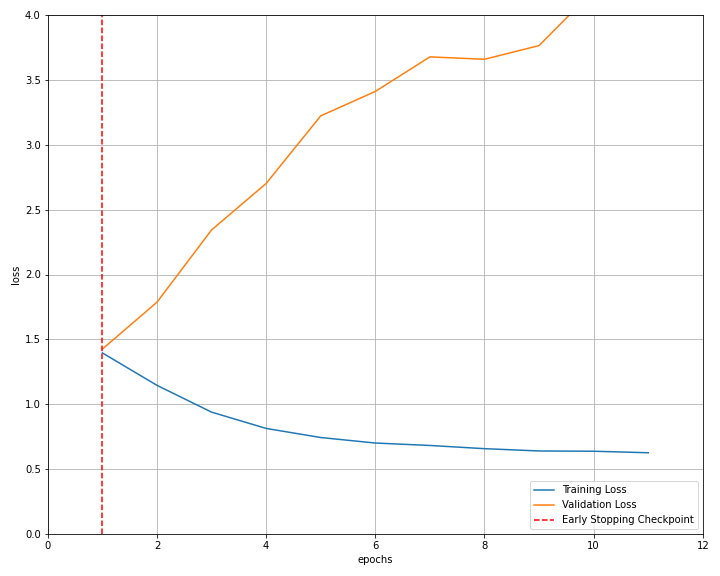 4.0
3.5
3.0
2.5
2.0
1.5
1.0
0.5
0.0
loss
0 2 4 6 8 10 12
epochs
Training Loss
Validation Loss
Early Stopping Checkpoint